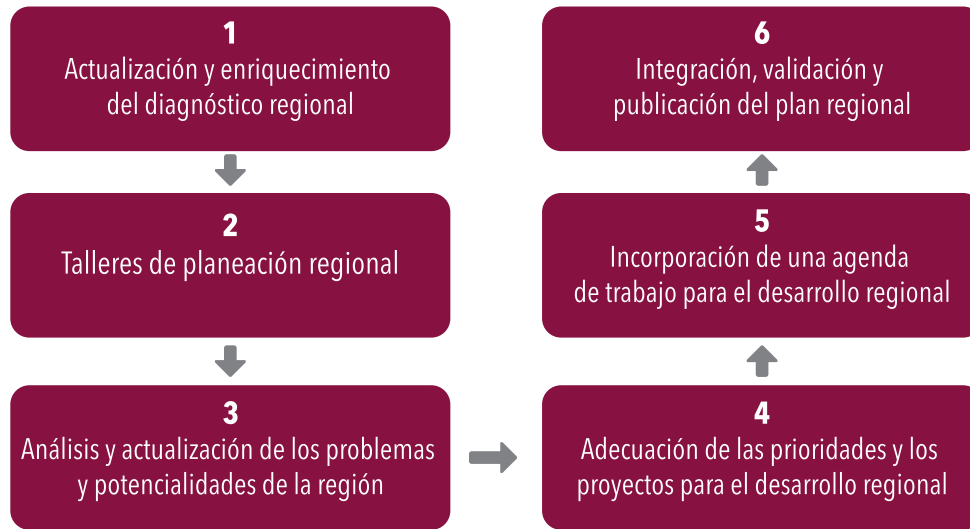 1
Actualización y enriquecimiento
del diagnóstico regional
2
Talleres de planeación regional
3
Análisis y actualización de los problemas
y potencialidades de la región
4
Adecuación de las prioridades y los
proyectos para el desarrollo regional
5
Incorporación de una agenda
de trabajo para el desarrollo regional
6
Integración, validación y
publicación del plan regional